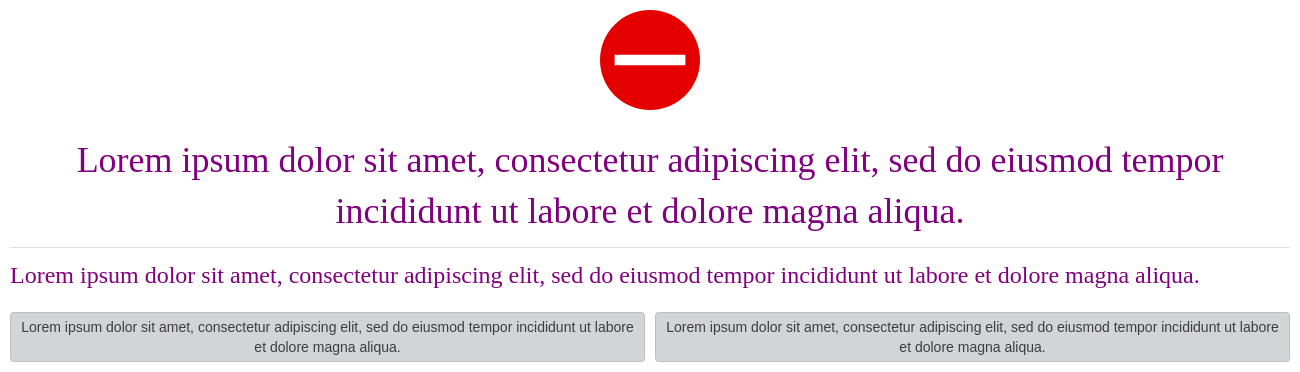 Lorem ipsum dolor sit amet, consectetur adipiscing elit, sed do eiusmod tempor
incididunt ut labore et dolore magna aliqua.
Lorem ipsum dolor sit amet, consectetur adipiscing elit, sed do eiusmod tempor incididunt ut labore et dolore magna aliqua.
Lorem ipsum dolor sit amet, consectetur adipiscing elit, sed do eiusmod tempor incididunt ut labore
et dolore magna aliqua.
Lorem ipsum dolor sit amet, consectetur adipiscing elit, sed do eiusmod tempor incididunt ut labore
et dolore magna aliqua.